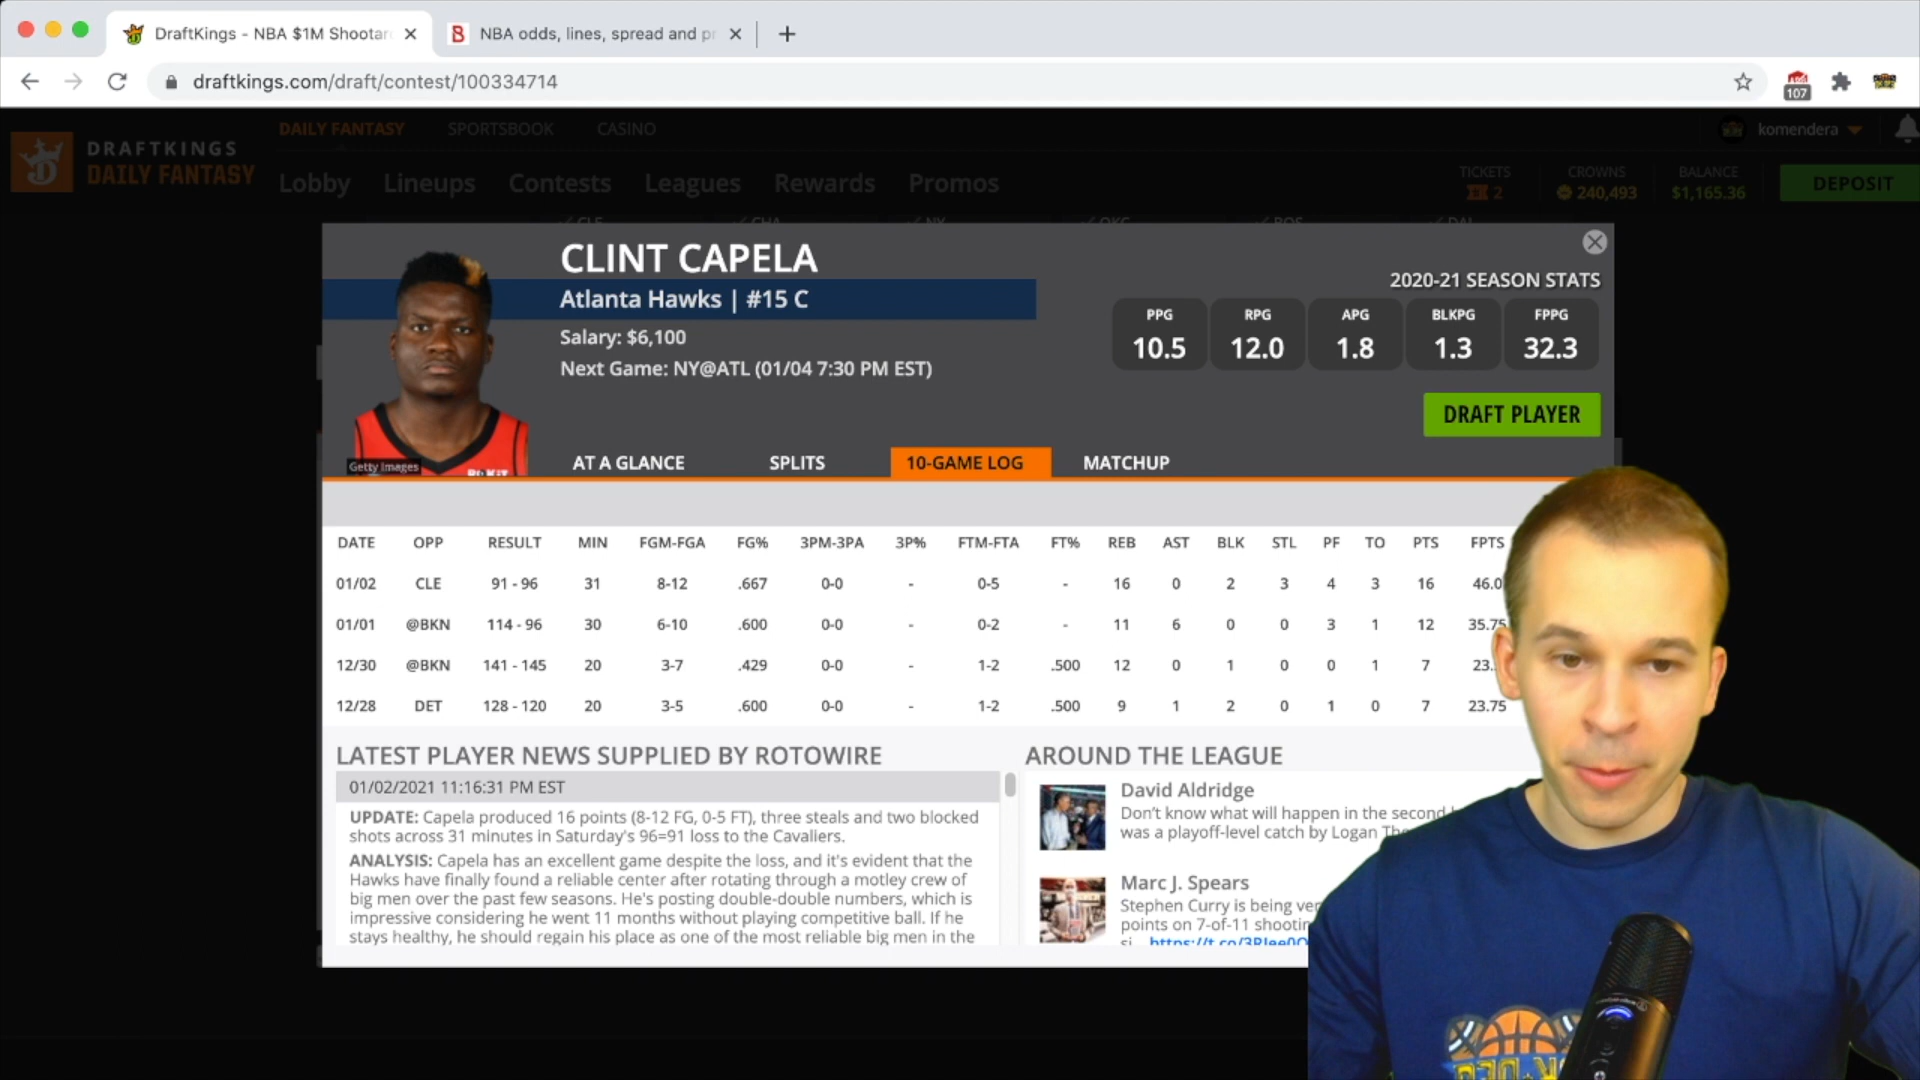 DraftKings - NBA $1M Shootar
NBA odds, lines, spread and pr
draftkings.com/draft/contest/100334714
107
DRAFTKINGS
DAILY FANTASY
DAILY FANTASY SPORTSBOOK CASINO
komendera
Lobby Lineups Contests Leagues Rewards Promos
TICKETS
2
CROWNS
240,493
BALANCE
$1,165.36
DEPOSIT
CLE CHA NY OKC BOS DAL
CLINT CAPELA
Atlanta Hawks | #15 C
Salary: $6,100
Next Game: NY@ATL (01/04 7:30 PM EST)
Getty Images
2020-21 SEASON STATS
PPG RPG APG BLKPG FPPG
10.5 12.0 1.8 1.3 32.3
DRAFT PLAYER
AT A GLANCE SPLITS 10-GAME LOG MATCHUP
DATE OPP RESULT MIN FGM-FGA FG% 3PM-3PA 3P% FTM-FTA FT% REB AST BLK STL PF TO PTS FPTS
01/02 CLE 91 - 96 31 8-12 .667 0-0 - 0-5 - 16 0 2 3 4 3 16 46.0
01/01 @BKN 114 - 96 30 6-10 .600 0-0 - 0-2 - 11 6 0 0 3 1 12 35.75
12/30 @BKN 141 - 145 20 3-7 .429 0-0 - 1-2 .500 12 0 1 0 0 1 7 23.
12/28 DET 128 - 120 20 3-5 .600 0-0 - 1-2 .500 9 1 2 0 1 0 7 23.75
LATEST PLAYER NEWS SUPPLIED BY ROTOWIRE
01/02/2021 11:16:31 PM EST
UPDATE: Capela produced 16 points (8-12 FG, 0-5 FT), three steals and two blocked
shots across 31 minutes in Saturday's 96=91 loss to the Cavaliers.
ANALYSIS: Capela has an excellent game despite the loss, and it's evident that the
Hawks have finally found a reliable center after rotating through a motley crew of
big men over the past few seasons. He's posting double-double numbers, which is
impressive considering he went 11 months without playing competitive ball. If he
stays healthy, he should regain his place as one of the most reliable big men in the
AROUND THE LEAGUE
David Aldridge
Don't know what will happen in the second
was a playoff-level catch by Logan
Marc J. Spears
Stephen Curry is being
points on 7-of-11